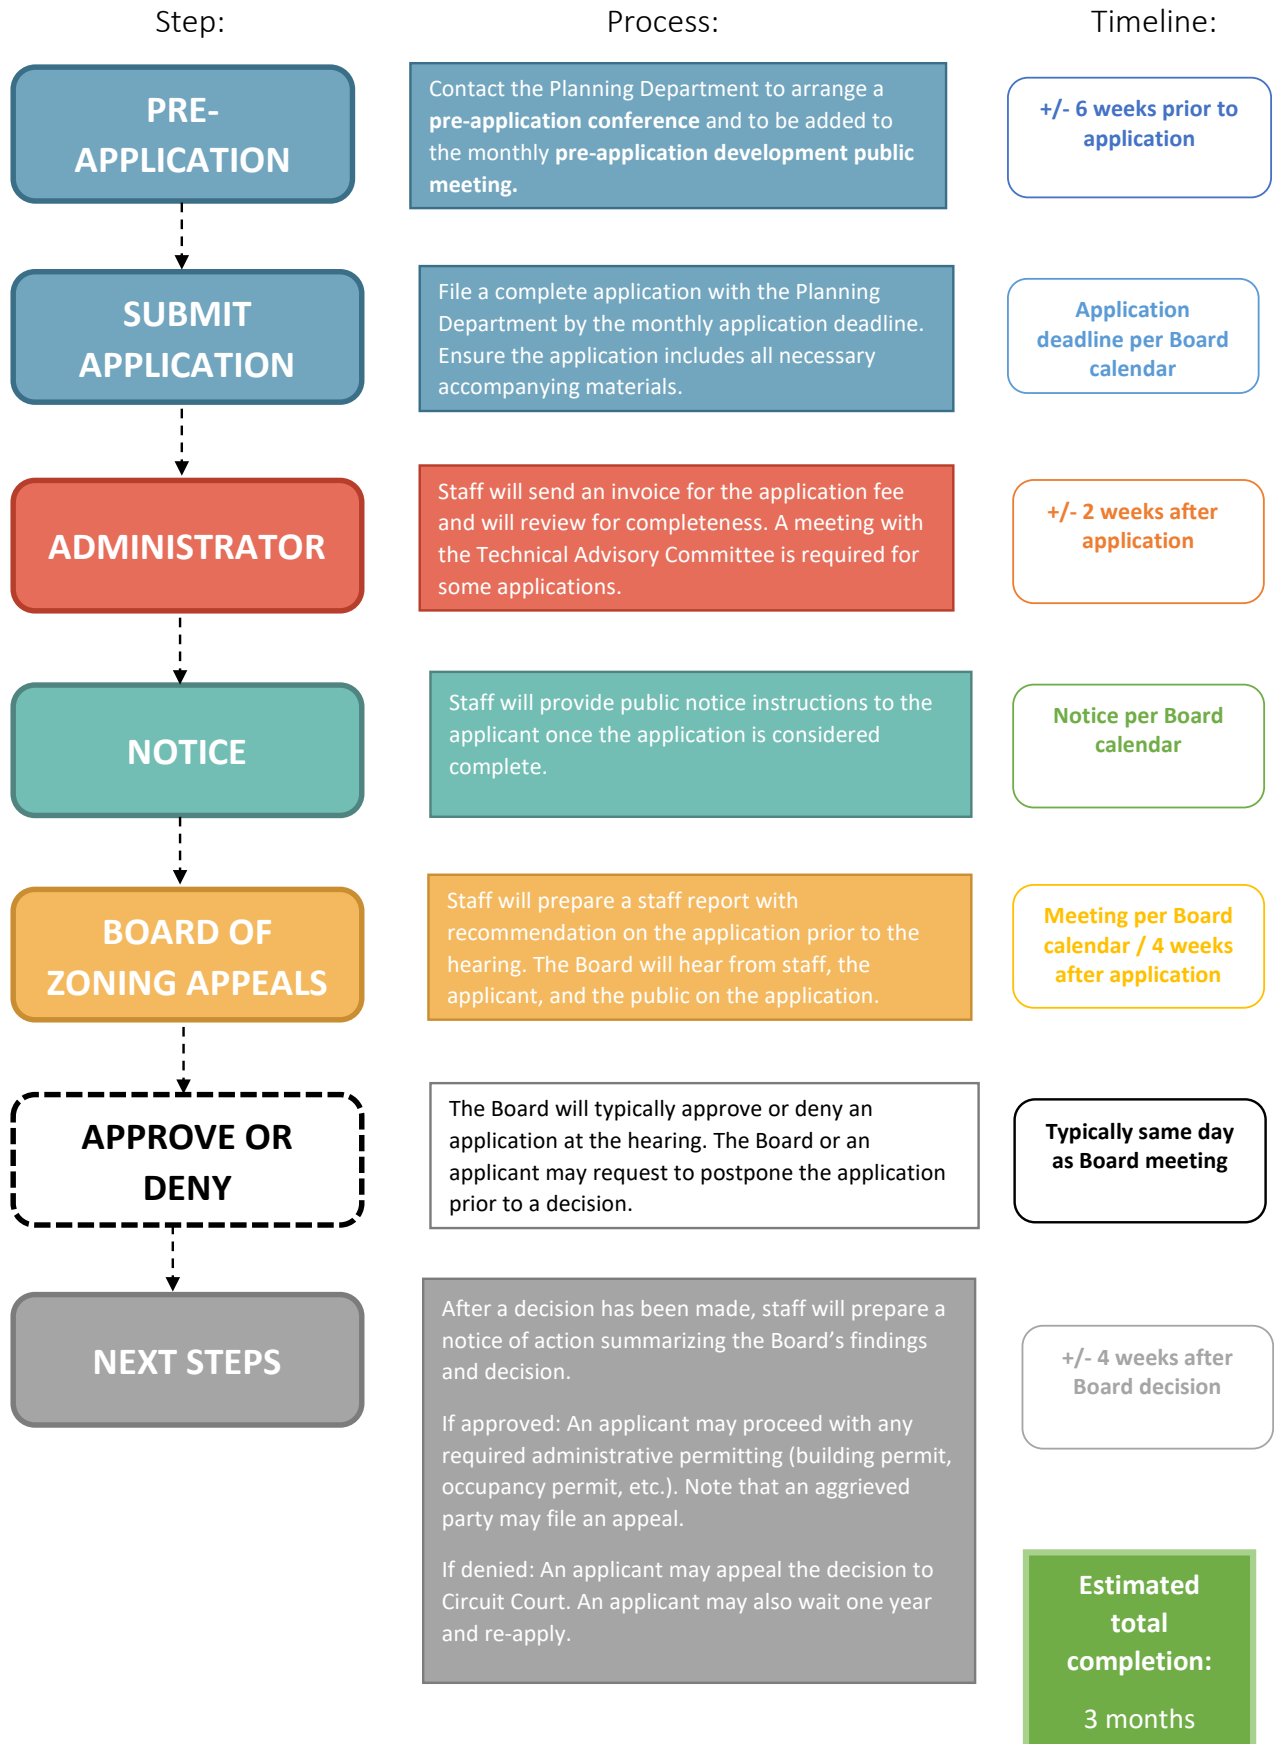 Step:
Process:
Timeline:
PRE-
APPLICATION
Contact the Planning Department to arrange a
pre-application conference and to be added to
the monthly pre-application development public
meeting.
+/- 6 weeks prior to
application
SUBMIT
APPLICATION
File a complete application with the Planning
Department by the monthly application deadline.
Ensure the application includes all necessary
accompanying materials.
Application
deadline per Board
calendar
ADMINISTRATOR
Staff will send an invoice for the application fee
and will review for completeness. A meeting with
the Technical Advisory Committee is required for
some applications.
+/- 2 weeks after
application
NOTICE
Staff will provide public notice instructions to the
applicant once the application is considered
complete.
Notice per Board
calendar
BOARD OF
ZONING APPEALS
Staff will prepare a staff report with
recommendation on the application prior to the
hearing. The Board will hear from staff, the
applicant, and the public on the application.
Meeting per Board
calendar / 4 weeks
after application
APPROVE OR
DENY
The Board will typically approve or deny an
application at the hearing. The Board or an
applicant may request to postpone the application
prior to a decision.
Typically same day
as Board meeting
NEXT STEPS
After a decision has been made, staff will prepare a
notice of action summarizing the Board’s findings
and decision.
If approved: An applicant may proceed with any
required administrative permitting (building permit,
occupancy permit, etc.). Note that an aggrieved
party may file an appeal.
If denied: An applicant may appeal the decision to
Circuit Court. An applicant may also wait one year
and re-apply.
+/- 4 weeks after
Board decision
Estimated
total
completion:
3 months